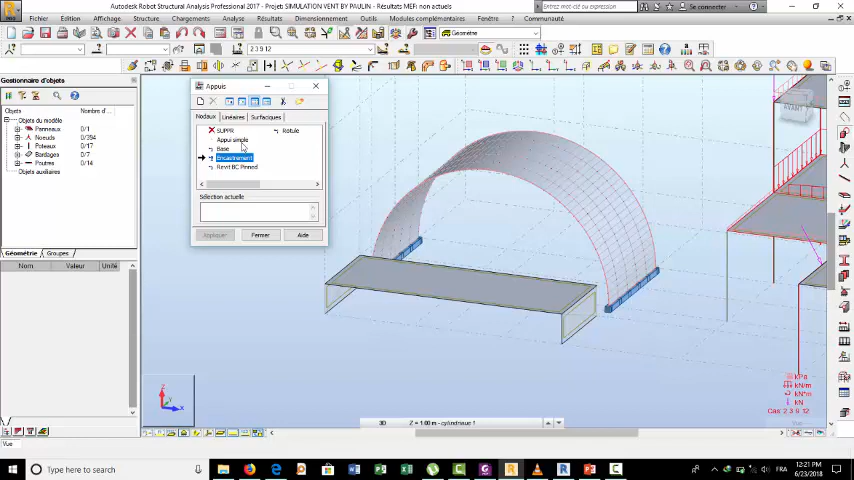 Autodesk Robot Structural Analysis Professional 2017 - Projet: SIMULATION VENT BY PAULIN - Résultats MEFi non actuels
Entrez mot-clé/expression
Se connecter
Fichier Edition Affichage Structure Chargements Analyse Résultats Dimensionnement Outils Modules complémentaires Fenêtre ? Communauté
2 3 9 12
Géométrie
Gestionnaire d'objets
Objets Nombre d...
Objets du modèle
Panneaux 0/1
Noeuds 0/394
Poteaux 0/17
Bardages 0/7
Poutres 0/14
Objets auxiliaires
Géométrie Groupes
Nom Valeur Unité
Vue
Appuis
Nodaux Linéaires Surfaciques
SUPPR Rotule
Appui simple
Base
Encastrement
Revit BC Pinned
Sélection actuelle
Appliquer Fermer Aide
AVANT
kPa
kN/m
kN
Cas: 2 3 9 12
Z X
3D Z = 1.00 m - cylindrique 1
Type here to search
FRA
12:21 PM
6/23/2018